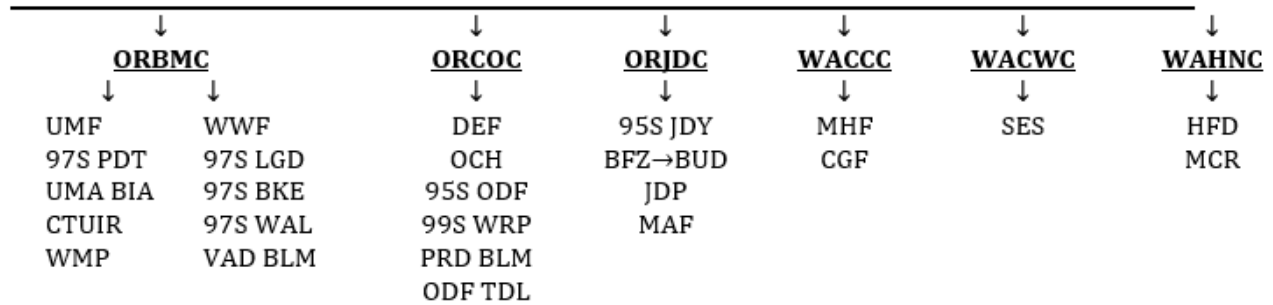 ↓ ↓ ↓ ↓ ↓ ↓
ORBMC ORCOC ORJDC WACCC WACWC WAHNC
↓ ↓ ↓ ↓ ↓ ↓ ↓
UMF WWF DEF 95S JDY MHF SES HFD
97S PDT 97S LGD OCH BFZ→BUD CGF MCR
UMA BIA 97S BKE 95S ODF JDP
CTUIR 97S WAL 99S WRP MAF
WMP VAD BLM PRD BLM
ODF TDL